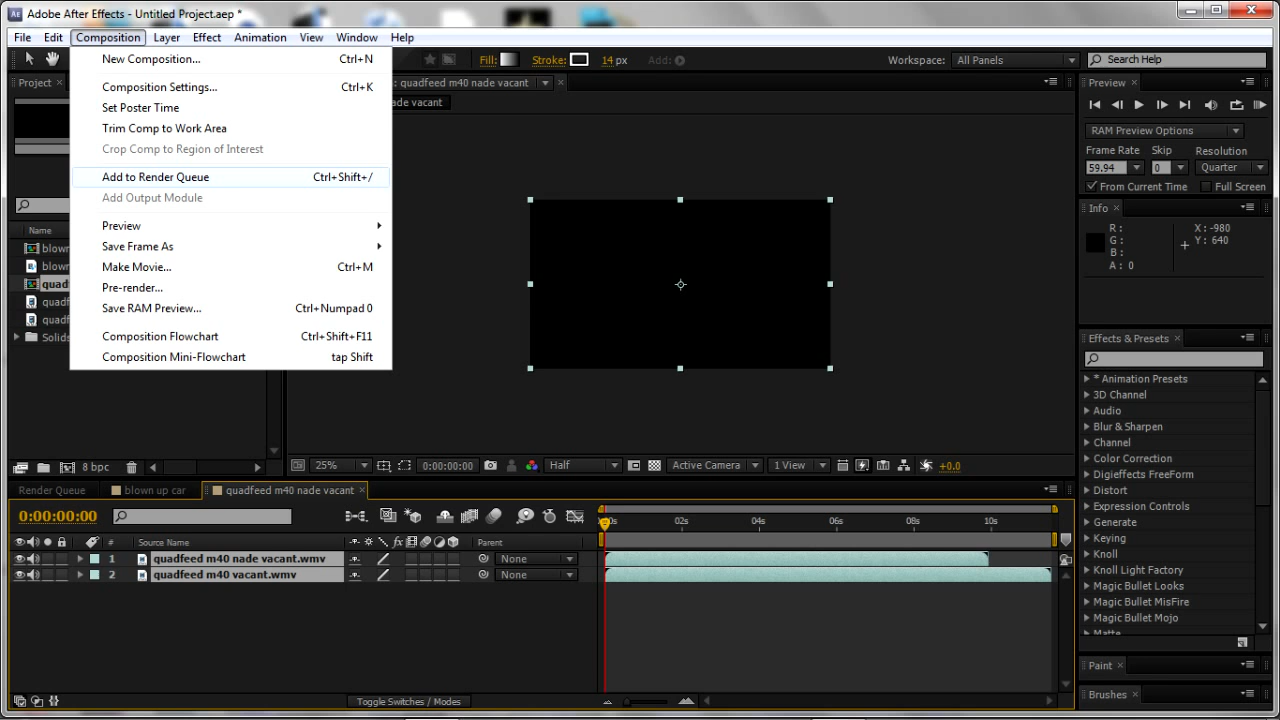 Adobe After Effects - Untitled Project.aep *
File Edit Composition Layer Effect Animation View Window Help
Fill: Stroke: 14 px Add: Workspace: All Panels Search Help
New Composition... Ctrl+N
Composition Settings... Ctrl+K
Set Poster Time
Trim Comp to Work Area
Crop Comp to Region of Interest
Add to Render Queue Ctrl+Shift+/
Add Output Module
Preview
Save Frame As
Make Movie... Ctrl+M
Pre-render...
Save RAM Preview... Ctrl+Numpad 0
Composition Flowchart Ctrl+Shift+F11
Composition Mini-Flowchart tap Shift
Project
Name
blown
blown
quadf
quadfe
quadfe
Solids
8 bpc
: quadfeed m40 nade vacant
ade vacant
25% 0:00:00:00 Half Active Camera 1 View +0.0
Preview
RAM Preview Options
Frame Rate Skip Resolution
59.94 0 Quarter
From Current Time Full Screen
Info
R : X : -980
G : Y : 640
B :
A : 0
Effects & Presets
* Animation Presets
3D Channel
Audio
Blur & Sharpen
Channel
Color Correction
Digieffects FreeForm
Distort
Expression Controls
Generate
Keying
Knoll
Knoll Light Factory
Magic Bullet Looks
Magic Bullet MisFire
Magic Bullet Mojo
Matte
Paint
Brushes
Render Queue blown up car quadfeed m40 nade vacant
0:00:00:00
:00s 02s 04s 06s 08s 10s
# Source Name fx Parent
1 quadfeed m40 nade vacant.wmv None
2 quadfeed m40 vacant.wmv None
Toggle Switches / Modes